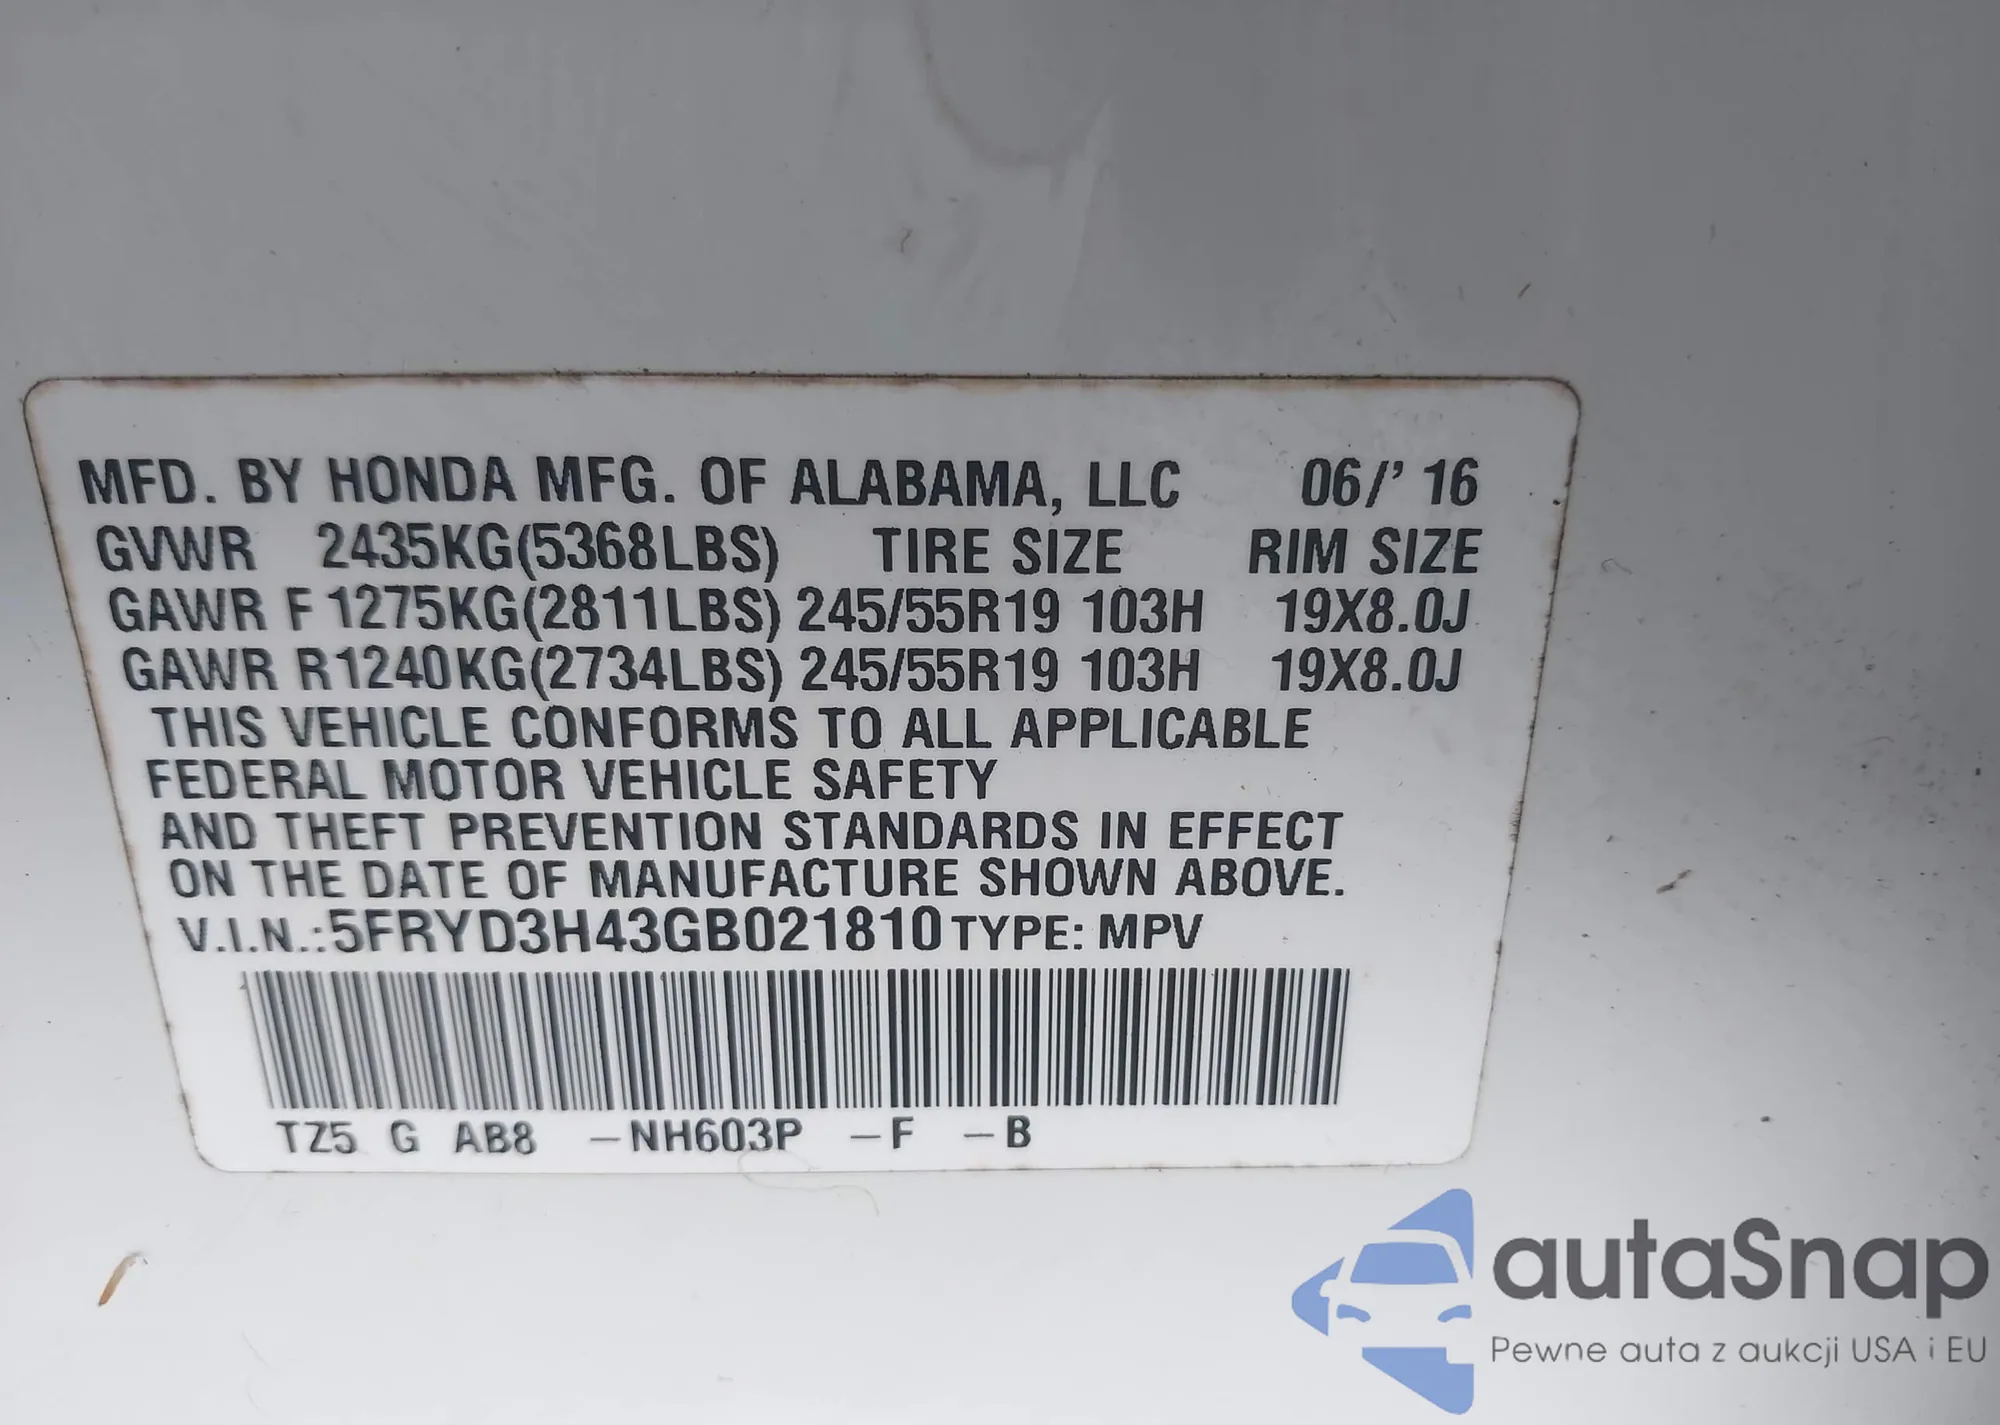 MFD. BY HONDA MFG. OF ALABAMA, LLC 06/'16
GVWR 2435KG(5368LBS) TIRE SIZE RIM SIZE
GAWR F 1275KG(2811LBS) 245/55R19 103H 19X8.0J
GAWR R 1240KG(2734LBS) 245/55R19 103H 19X8.0J
THIS VEHICLE CONFORMS TO ALL APPLICABLE
FEDERAL MOTOR VEHICLE SAFETY
AND THEFT PREVENTION STANDARDS IN EFFECT
ON THE DATE OF MANUFACTURE SHOWN ABOVE.
V.I.N.:5FRYD3H43GB021810 TYPE: MPV
TZ5 G AB8 –NH603P –F –B
autaSnap
Pewne auta z aukcji USA i EU